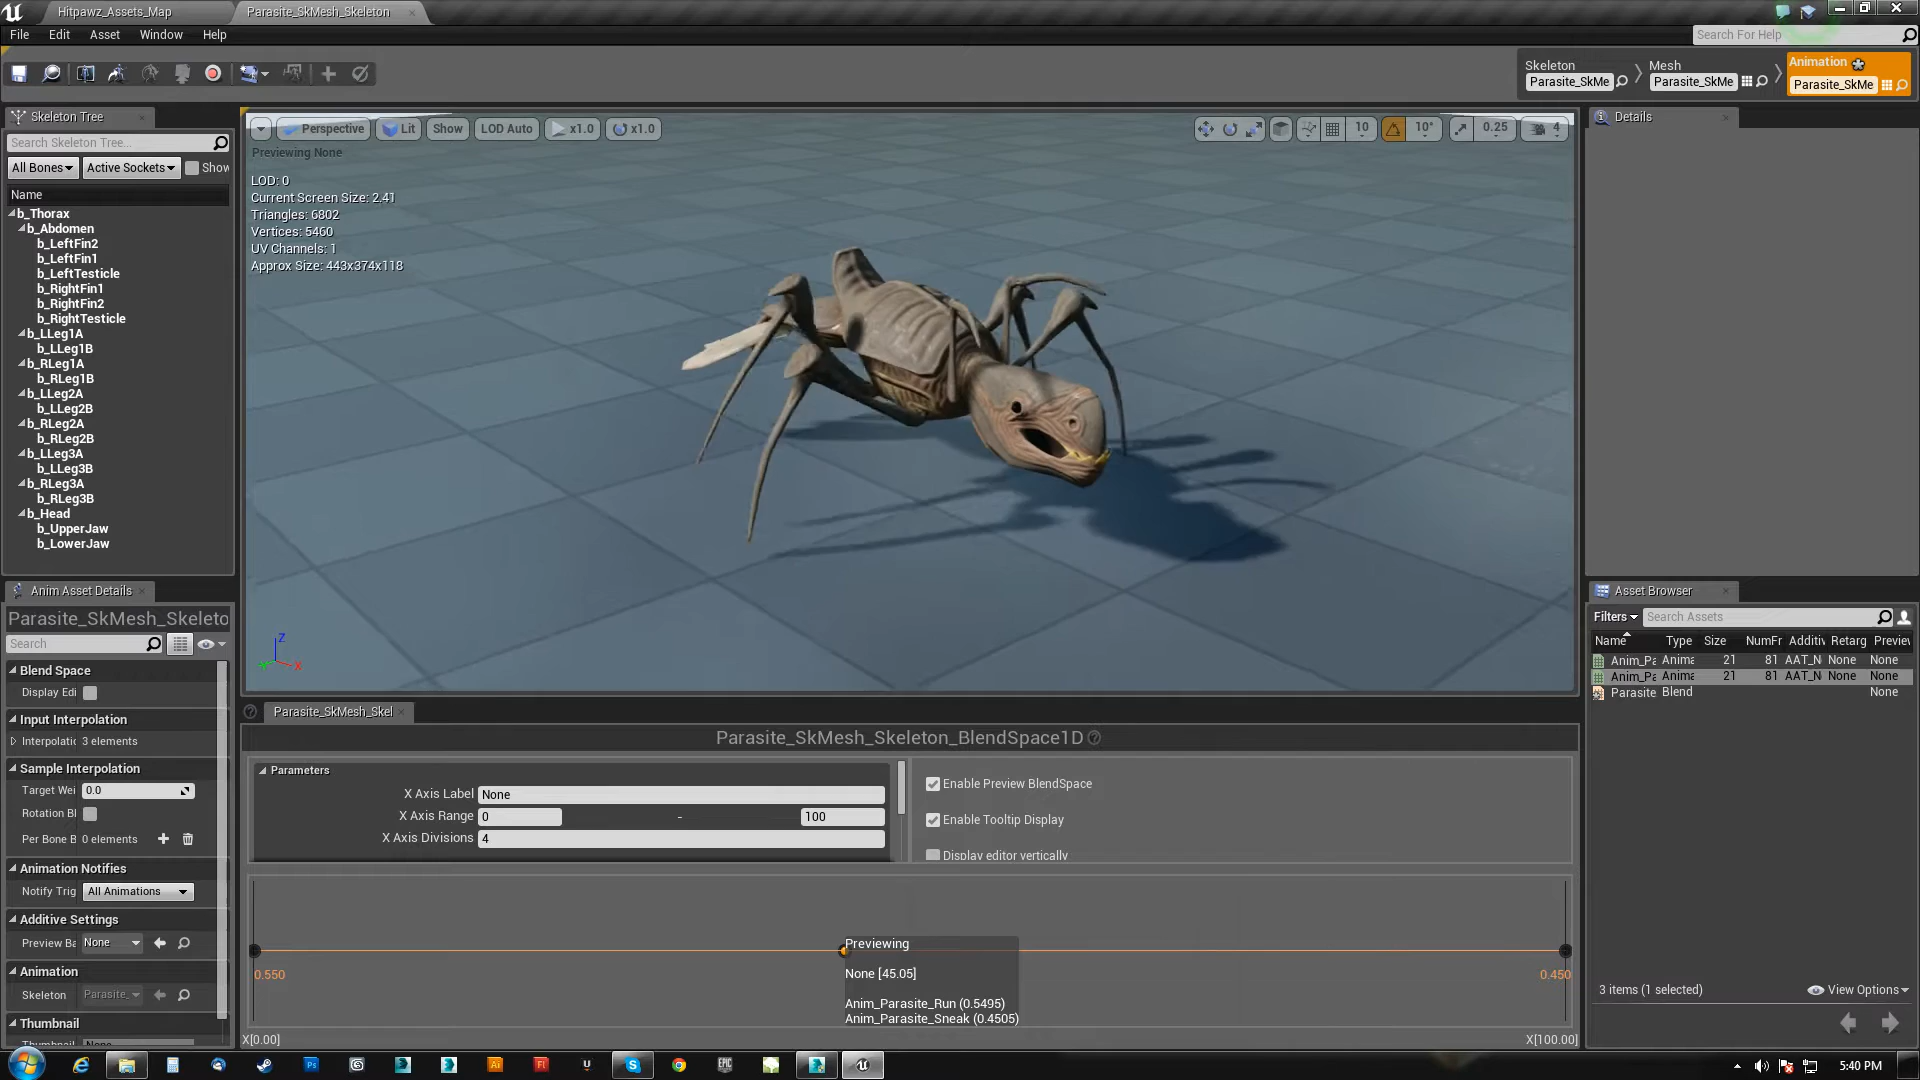 Hitpawz_Assets_Map
Parasite_SkMesh_Skeleton
File
Edit
Asset
Window
Help
Search For Help
Skeleton
Parasite_SkMe
Mesh
Parasite_SkMe
Animation
Parasite_SkMe
Skeleton Tree
Search Skeleton Tree...
All Bones
Active Sockets
Show
Name
b_Thorax
b_Abdomen
b_LeftFin2
b_LeftFin1
b_LeftTesticle
b_RightFin1
b_RightFin2
b_RightTesticle
b_LLeg1A
b_LLeg1B
b_RLeg1A
b_RLeg1B
b_LLeg2A
b_LLeg2B
b_RLeg2A
b_RLeg2B
b_LLeg3A
b_LLeg3B
b_RLeg3A
b_RLeg3B
b_Head
b_UpperJaw
b_LowerJaw
Perspective
Lit
Show
LOD Auto
x1.0
x1.0
10
10°
0.25
4
Previewing None
LOD: 0
Current Screen Size: 2.41
Triangles: 6802
Vertices: 5460
UV Channels: 1
Approx Size: 443x374x118
Z
X
Details
Anim Asset Details
Parasite_SkMesh_Skeleto
Search
Blend Space
Display Edi
Input Interpolation
Interpolatic 3 elements
Sample Interpolation
Target Wei 0.0
Rotation Bl
Per Bone B 0 elements
Animation Notifies
Notify Trig All Animations
Additive Settings
Preview Ba None
Animation
Skeleton Parasite_
Thumbnail
Parasite_SkMesh_Skel
Parasite_SkMesh_Skeleton_BlendSpace1D
Parameters
X Axis Label None
X Axis Range 0 - 100
X Axis Divisions 4
Enable Preview BlendSpace
Enable Tooltip Display
Display editor vertically
Previewing
None [45.05]
Anim_Parasite_Run (0.5495)
Anim_Parasite_Sneak (0.4505)
0.550
0.450
X[0.00]
X[100.00]
Asset Browser
Filters
Search Assets
Name Type Size NumFr Additiv Retarg Previev
Anim_Pa Anima 21 81 AAT_N None None
Anim_Pa Anima 21 81 AAT_N None None
Parasite Blend None
3 items (1 selected)
View Options
Ps
Ai
Fl
EPIC
5:40 PM